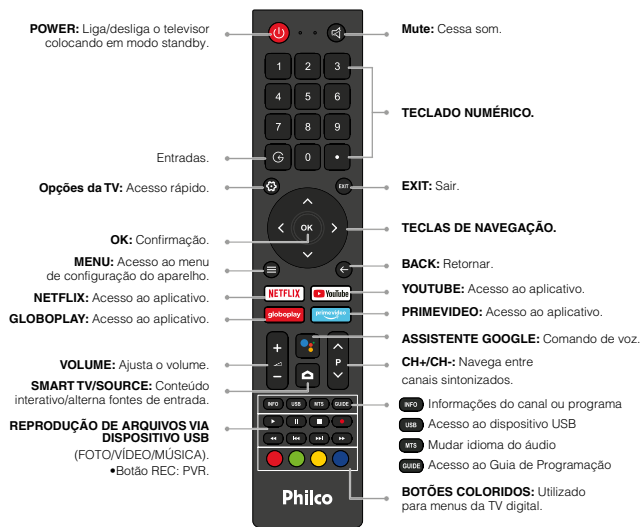 POWER: Liga/desliga o televisor
colocando em modo standby.
Entradas.
Opções da TV: Acesso rápido.
OK: Confirmação.
MENU: Acesso ao menu
de configuração do aparelho.
NETFLIX: Acesso ao aplicativo.
GLOBOPLAY: Acesso ao aplicativo.
VOLUME: Ajusta o volume.
SMART TV/SOURCE: Conteúdo
interativo/alterna fontes de entrada.
REPRODUÇÃO DE ARQUIVOS VIA
DISPOSITIVO USB
(FOTO/VÍDEO/MÚSICA).
•Botão REC: PVR.
1 2 3
4 5 6
7 8 9
0 •
EXIT
OK
NETFLIX YouTube
globoplay primevideo
+ P
−
INFO USB MTS GUIDE
Philco
Mute: Cessa som.
TECLADO NUMÉRICO.
EXIT: Sair.
TECLAS DE NAVEGAÇÃO.
BACK: Retornar.
YOUTUBE: Acesso ao aplicativo.
PRIMEVIDEO: Acesso ao aplicativo.
ASSISTENTE GOOGLE: Comando de voz.
CH+/CH-: Navega entre
canais sintonizados.
INFO Informações do canal ou programa
USB Acesso ao dispositivo USB
MTS Mudar idioma do áudio
GUIDE Acesso ao Guia de Programação
BOTÕES COLORIDOS: Utilizado
para menus da TV digital.